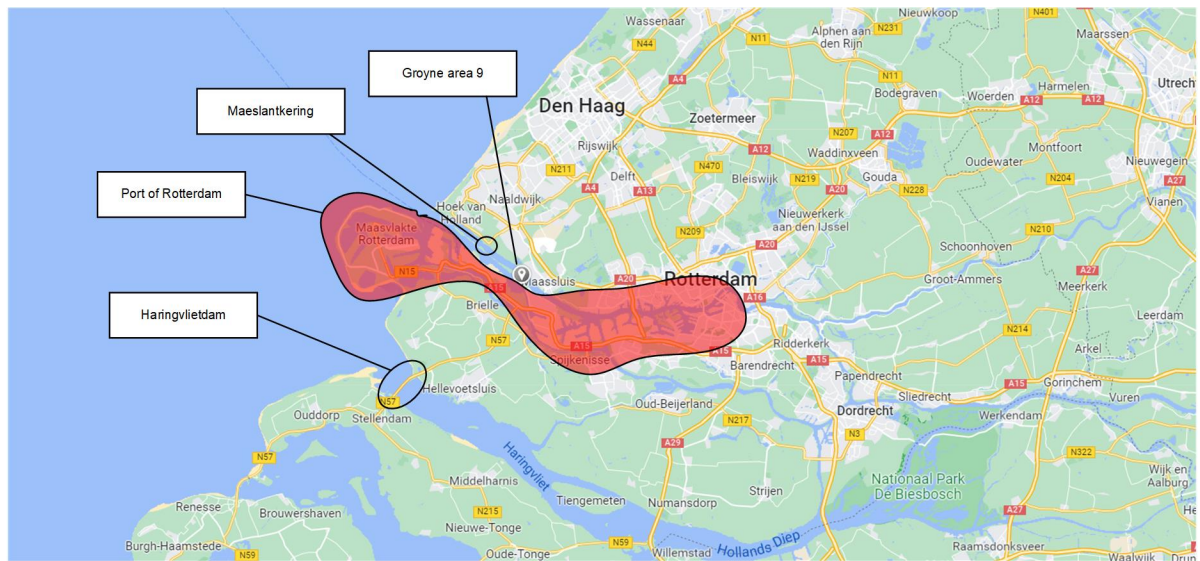 Groyne area 9
Maeslantkering
Port of Rotterdam
Haringvlietdam
Wassenaar
N44
N11
Alphen aan
den Rijn
N231
Nieuwkoop
N401
Maarssen
A4
N11
Bodegraven
Woerden
A12
Harmelen
A12
Utrech
Den Haag
Zoetermeer
A12
N207
Waddinxveen
A12
Oudewater
Montfoort
Nieuwegein
Rijswijk
N211
Delft
N470
Bleiswijk
N219
A20
Gouda
N228
N204
A27
Vianen
A4
A13
Naaldwijk
Hoek van
Holland
N209
Nieuwerkerk
aan den IJssel
N210
Schoonhoven
Maasvlakte
Rotterdam
N15
A20
A20
Maassluis
Rotterdam
Groot-Ammers
A27
Meerkerk
A15
A16
Brielle
N57
N214
Leerdam
Ridderkerk
A15
A15
Spijkenisse
A15
Barendrecht
Papendrecht
Arkel
A15
Gorinchem
Vuren
Sliedrecht
Hellevoetsluis
N57
Oud-Beijerland
N217
Dordrecht
Werkendam
Ouddorp
Stellendam
N3
A29
N322
N57
Haringvliet
Nationaal Park
De Biesbosch
Wijk en
Aalburg
Middelharnis
Tiengemeten
Numansdorp
Strijen
Renesse
Brouwershaven
N215
Nieuwe-Tonge
A27
Burgh-Haamstede
N59
Oude-Tonge
N59
Willemstad
Hollands Diep
Raamsdonksveer
Waalwijk